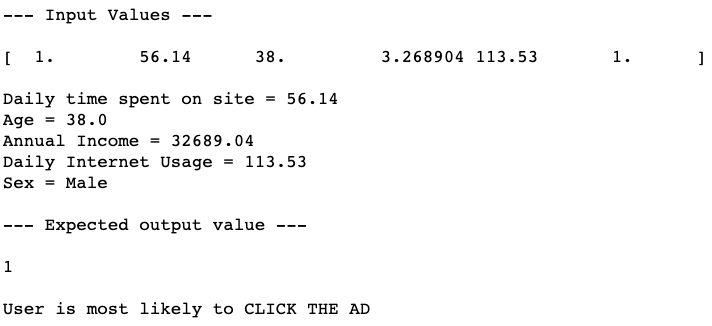 --- Input Values ---
[ 1. 56.14 38. 3.268904 113.53 1. ]
Daily time spent on site = 56.14
Age = 38.0
Annual Income = 32689.04
Daily Internet Usage = 113.53
Sex = Male
--- Expected output value ---
1
User is most likely to CLICK THE AD